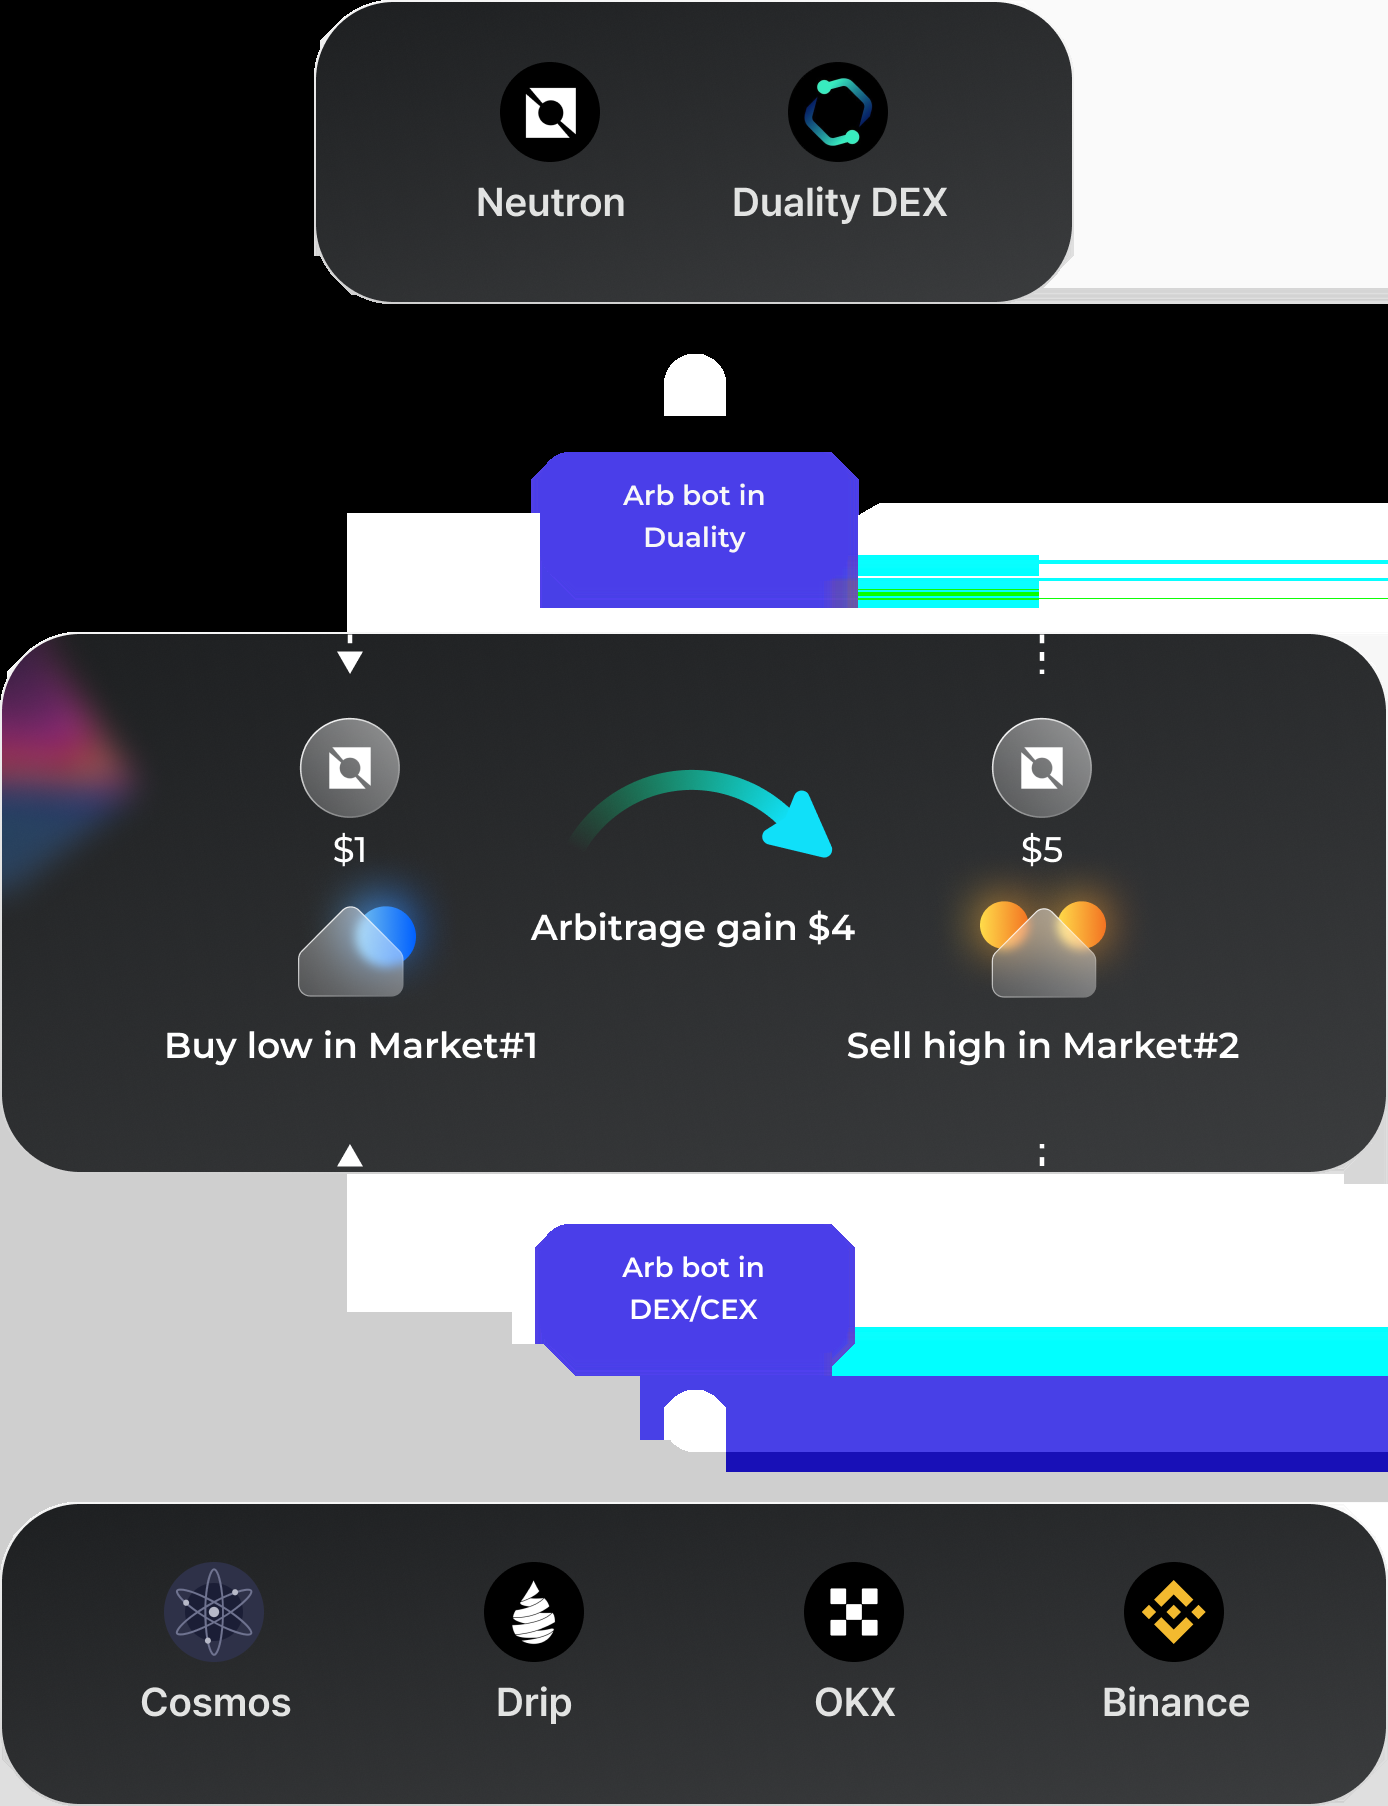 Neutron
Duality DEX
Arb bot in
Duality
$1
$5
Arbitrage gain $4
Buy low in Market#1
Sell high in Market#2
Arb bot in
DEX/CEX
Cosmos
Drip
OKX
Binance